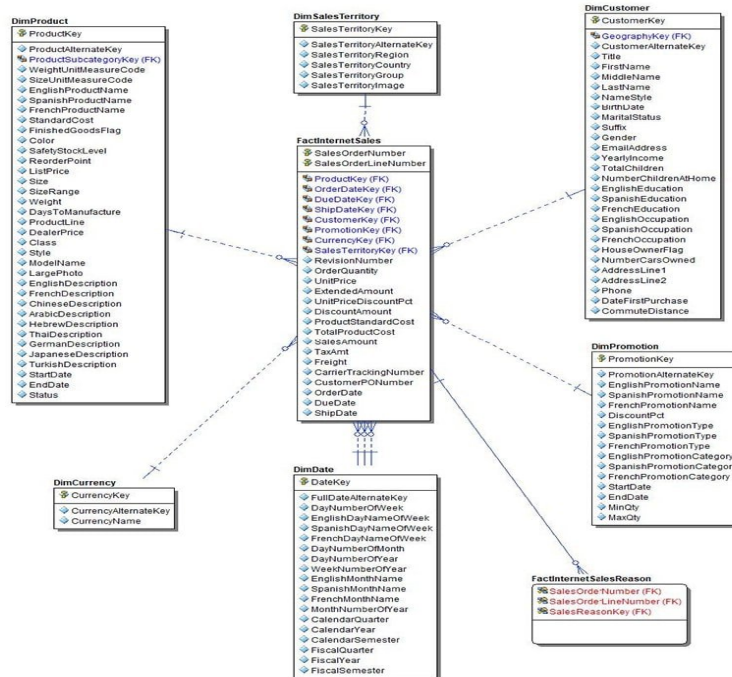 DimProduct
ProductKey
ProductAlternateKey
ProductSubcategoryKey (FK)
WeightUnitMeasureCode
SizeUnitMeasureCode
EnglishProductName
SpanishProductName
FrenchProductName
StandardCost
FinishedGoodsFlag
Color
SafetyStockLevel
ReorderPoint
ListPrice
Size
SizeRange
Weight
DaysToManufacture
ProductLine
DealerPrice
Class
Style
ModelName
LargePhoto
EnglishDescription
FrenchDescription
ChineseDescription
ArabicDescription
HebrewDescription
ThaiDescription
GermanDescription
JapaneseDescription
TurkishDescription
StartDate
EndDate
Status
DimSalesTerritory
SalesTerritoryKey
SalesTerritoryAlternateKey
SalesTerritoryRegion
SalesTerritoryCountry
SalesTerritoryGroup
SalesTerritoryImage
DimCustomer
CustomerKey
GeographyKey (FK)
CustomerAlternateKey
Title
FirstName
MiddleName
LastName
NameStyle
BirthDate
MaritalStatus
Suffix
Gender
EmailAddress
YearlyIncome
TotalChildren
NumberChildrenAtHome
EnglishEducation
SpanishEducation
FrenchEducation
EnglishOccupation
SpanishOccupation
FrenchOccupation
HouseOwnerFlag
NumberCarsOwned
AddressLine1
AddressLine2
Phone
DateFirstPurchase
CommuteDistance
FactInternetSales
SalesOrderNumber
SalesOrderLineNumber
ProductKey (FK)
OrderDateKey (FK)
DueDateKey (FK)
ShipDateKey (FK)
CustomerKey (FK)
PromotionKey (FK)
CurrencyKey (FK)
SalesTerritoryKey (FK)
RevisionNumber
OrderQuantity
UnitPrice
ExtendedAmount
UnitPriceDiscountPct
DiscountAmount
ProductStandardCost
TotalProductCost
SalesAmount
TaxAmt
Freight
CarrierTrackingNumber
CustomerPONumber
OrderDate
DueDate
ShipDate
DimPromotion
PromotionKey
PromotionAlternateKey
EnglishPromotionName
SpanishPromotionName
FrenchPromotionName
DiscountPct
EnglishPromotionType
SpanishPromotionType
FrenchPromotionType
EnglishPromotionCategory
SpanishPromotionCategory
FrenchPromotionCategory
StartDate
EndDate
MinQty
MaxQty
DimCurrency
CurrencyKey
CurrencyAlternateKey
CurrencyName
DimDate
DateKey
FullDateAlternateKey
DayNumberOfWeek
EnglishDayNameOfWeek
SpanishDayNameOfWeek
FrenchDayNameOfWeek
DayNumberOfMonth
DayNumberOfYear
WeekNumberOfYear
EnglishMonthName
SpanishMonthName
FrenchMonthName
MonthNumberOfYear
CalendarQuarter
CalendarYear
CalendarSemester
FiscalQuarter
FiscalYear
FiscalSemester
FactInternetSalesReason
SalesOrderNumber (FK)
SalesOrderLineNumber (FK)
SalesReasonKey (FK)